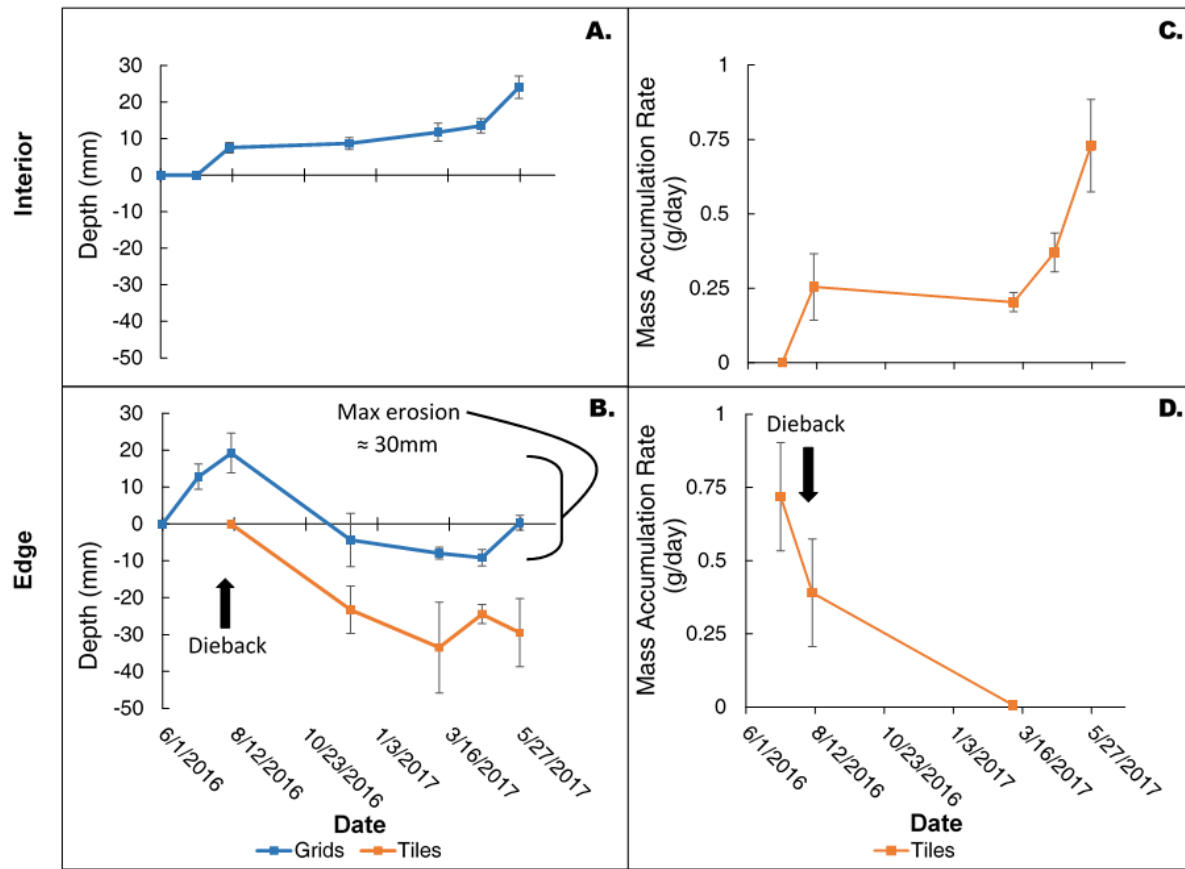 Interior
A.
Depth (mm)
30
20
10
0
-10
-20
-30
-40
-50
C.
Mass Accumulation Rate
(g/day)
1
0.75
0.5
0.25
0
Edge
B.
Depth (mm)
30
20
10
0
-10
-20
-30
-40
-50
Max erosion
≈ 30mm
Dieback
6/1/2016
8/12/2016
10/23/2016
1/3/2017
3/16/2017
5/27/2017
Date
Grids
Tiles
D.
Mass Accumulation Rate
(g/day)
1
0.75
0.5
0.25
0
Dieback
6/1/2016
8/12/2016
10/23/2016
1/3/2017
3/16/2017
5/27/2017
Date
Tiles